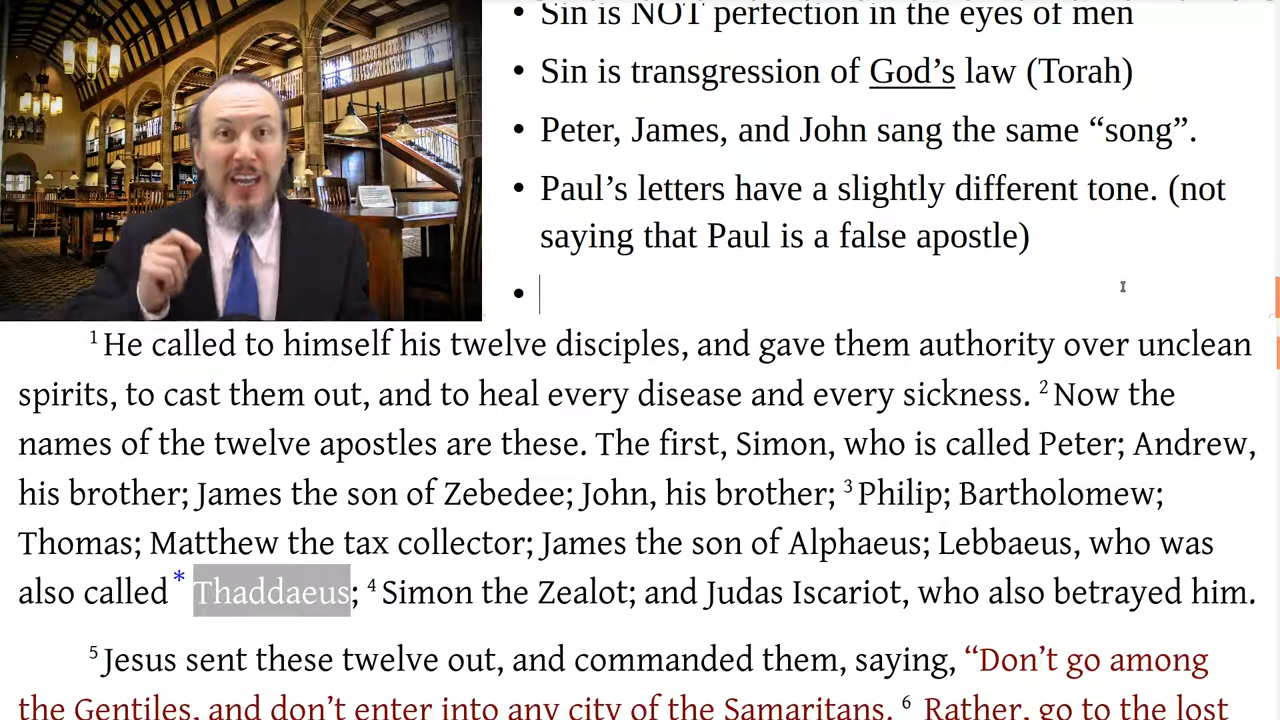 • Sin is NOT perfection in the eyes of men
• Sin is transgression of God’s law (Torah)
• Peter, James, and John sang the same “song”.
• Paul’s letters have a slightly different tone. (not
saying that Paul is a false apostle)
•
1 He called to himself his twelve disciples, and gave them authority over unclean
spirits, to cast them out, and to heal every disease and every sickness. 2 Now the
names of the twelve apostles are these. The first, Simon, who is called Peter; Andrew,
his brother; James the son of Zebedee; John, his brother; 3 Philip; Bartholomew;
Thomas; Matthew the tax collector; James the son of Alphaeus; Lebbaeus, who was
also called * Thaddaeus; 4 Simon the Zealot; and Judas Iscariot, who also betrayed him.
5 Jesus sent these twelve out, and commanded them, saying, “Don’t go among
the Gentiles, and don’t enter into any city of the Samaritans. 6 Rather, go to the lost